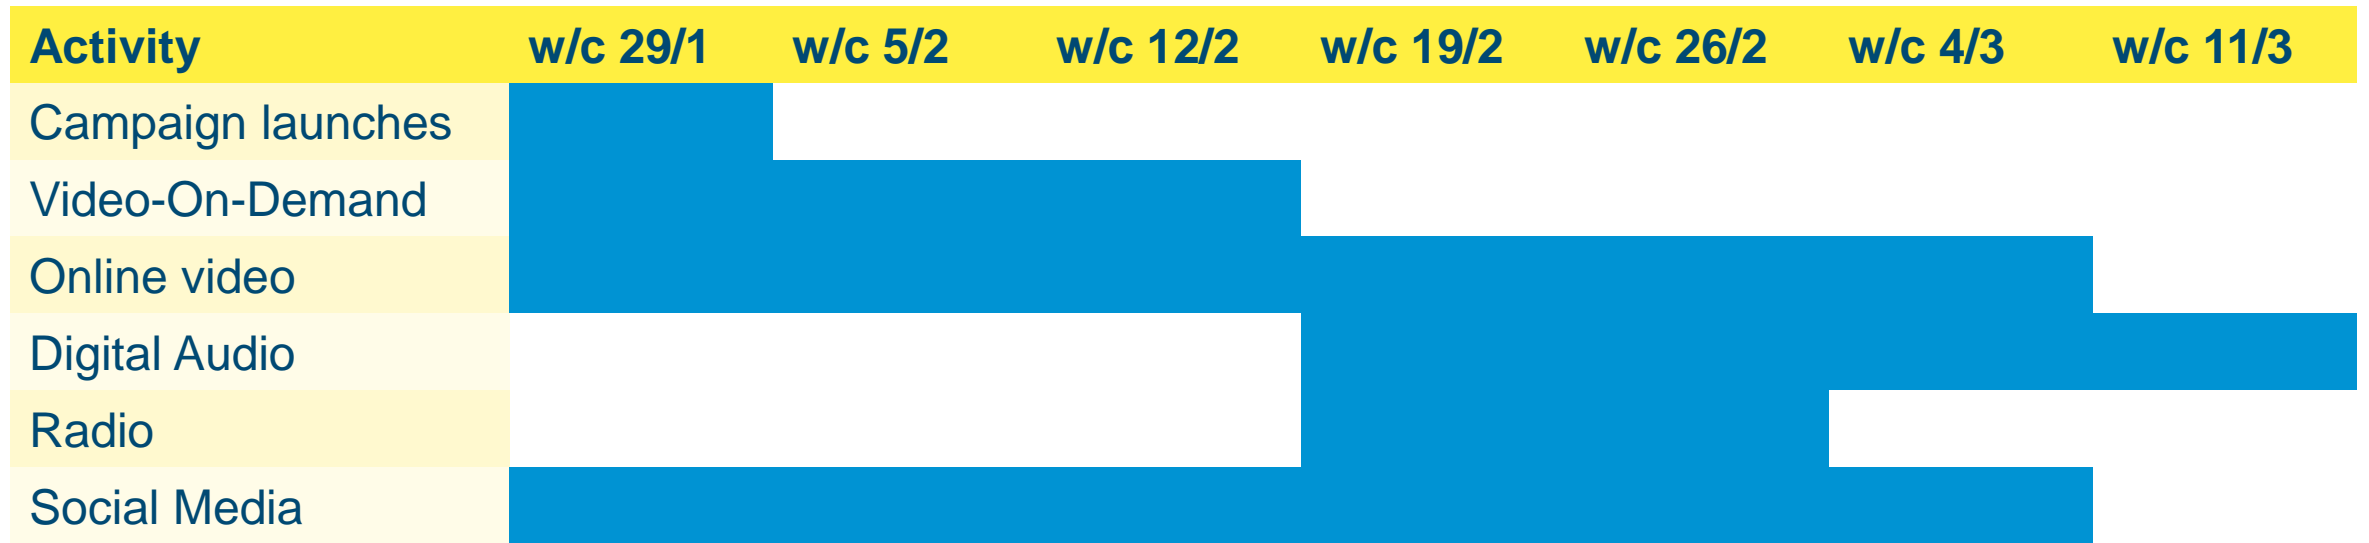 Activity w/c 29/1 w/c 5/2 w/c 12/2 w/c 19/2 w/c 26/2 w/c 4/3 w/c 11/3
Campaign launches
Video-On-Demand
Online video
Digital Audio
Radio
Social Media